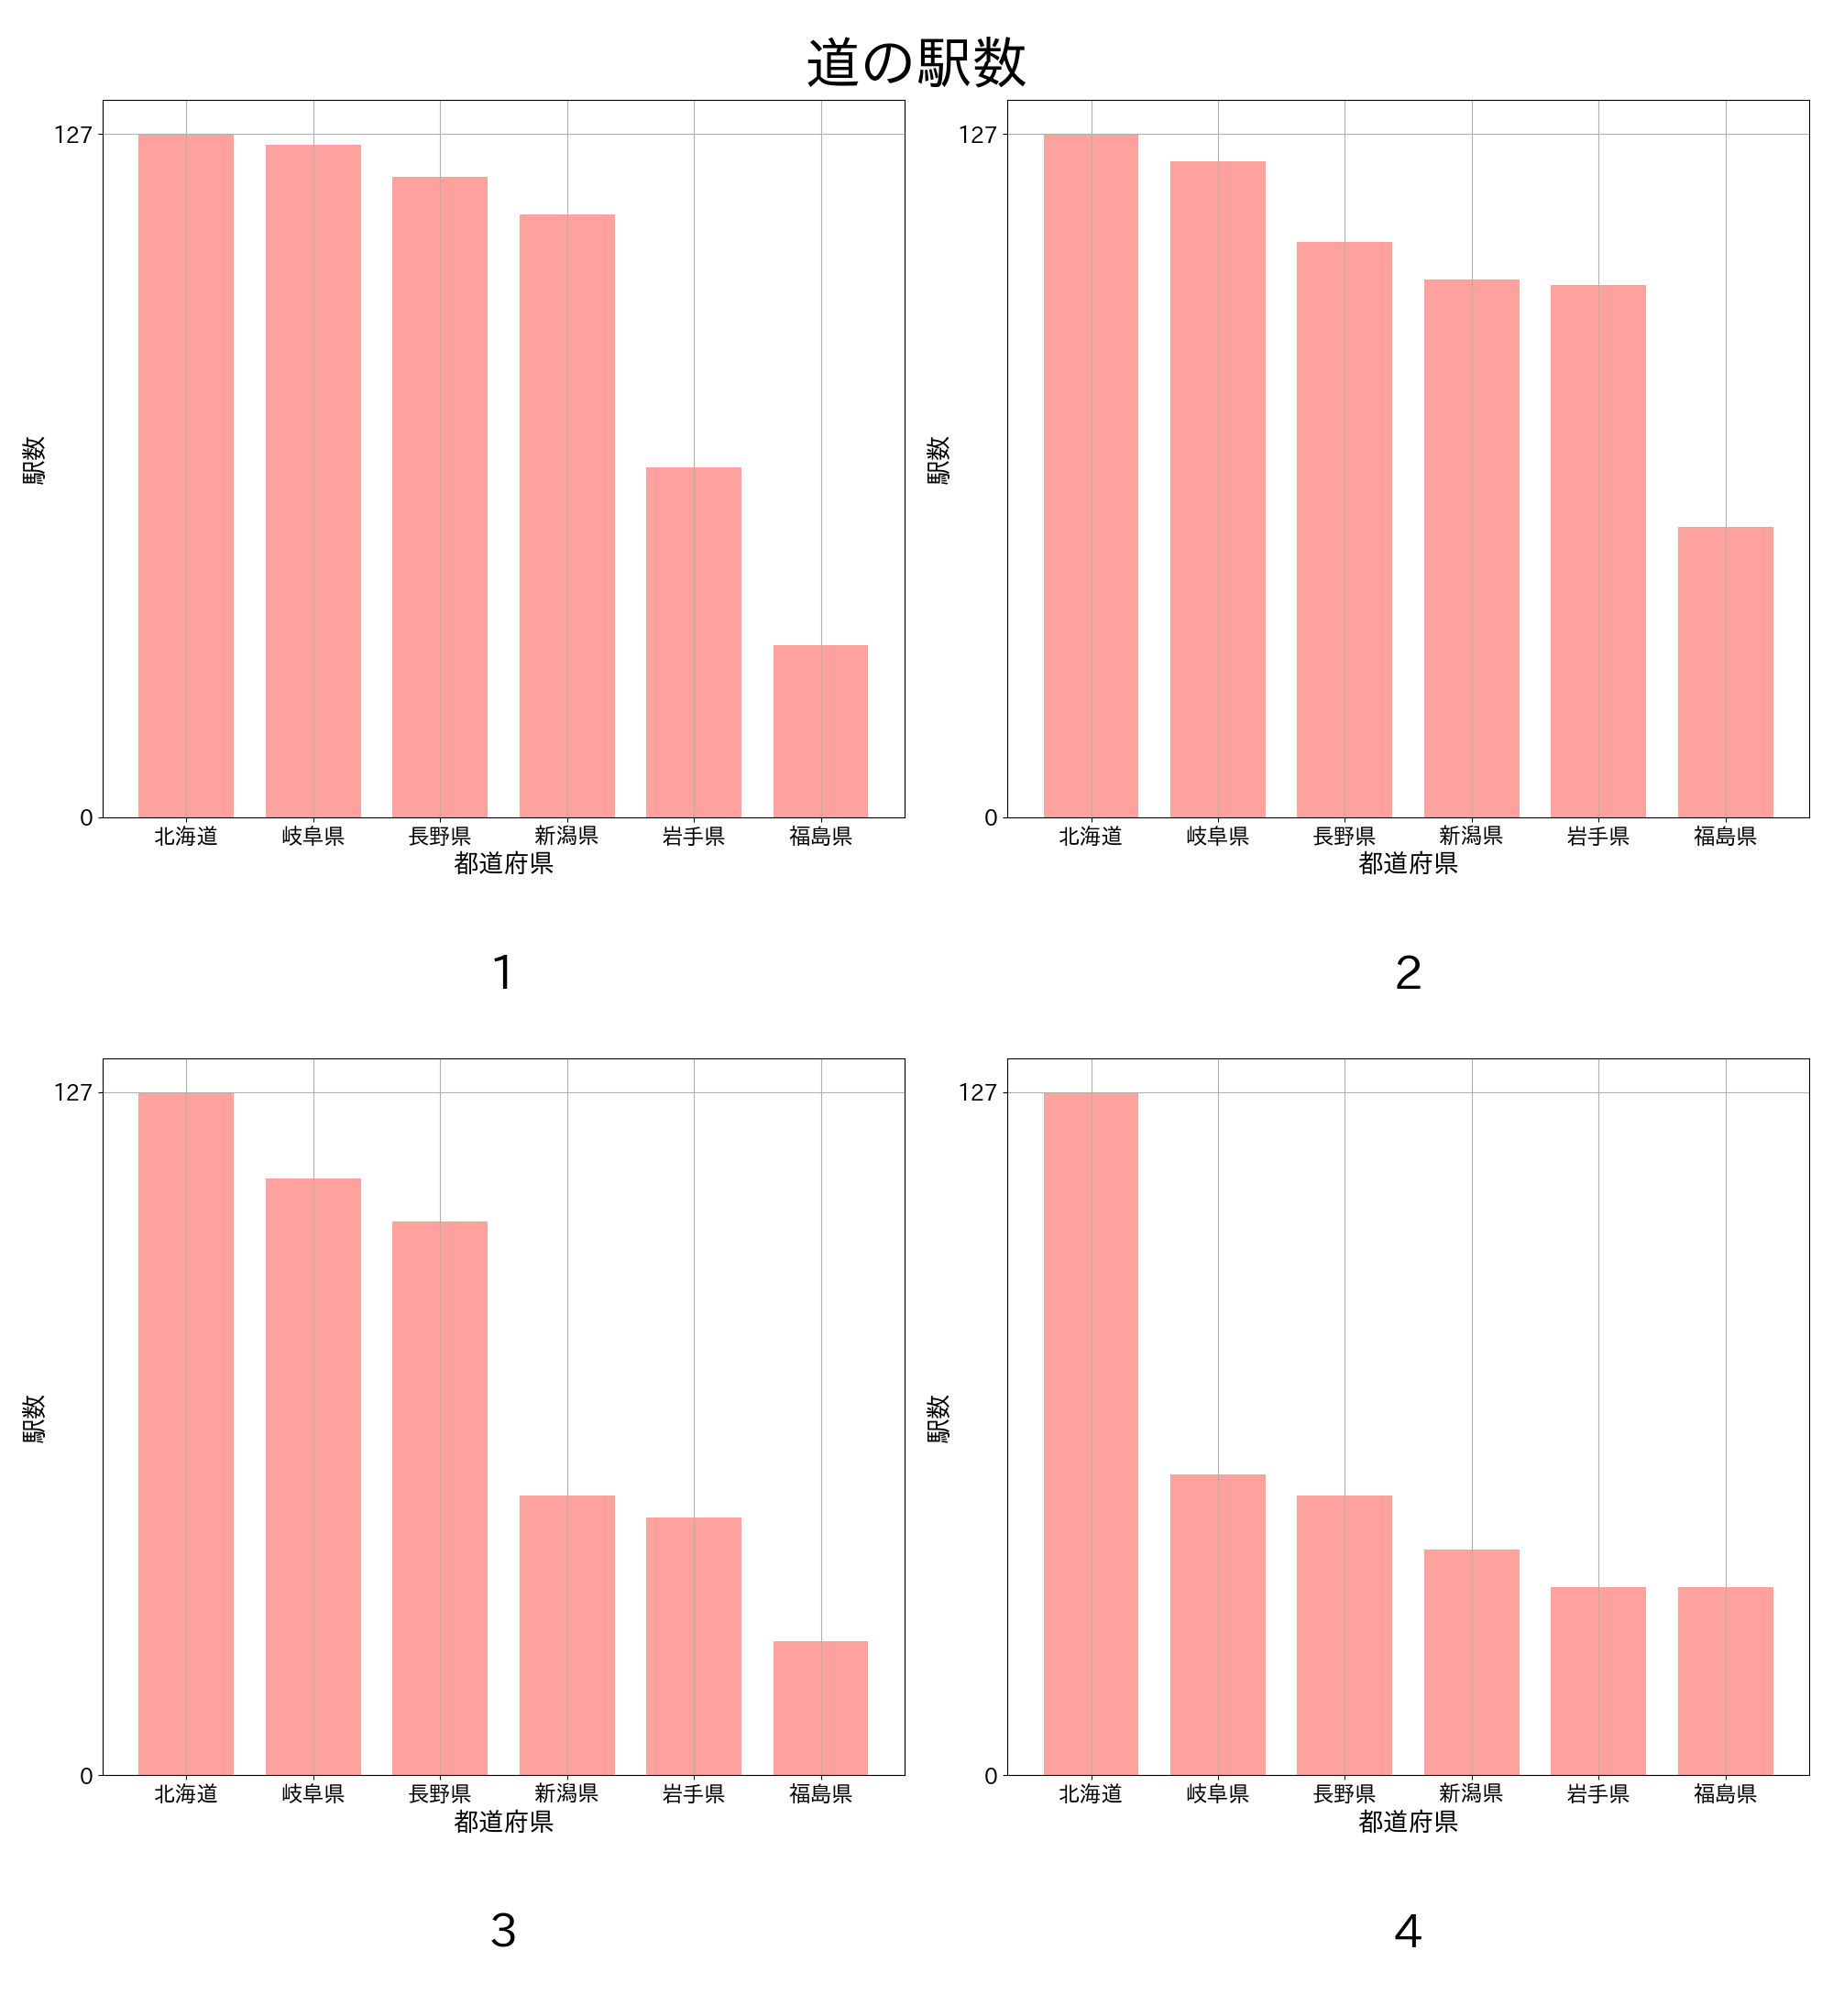 道の駅数
127
0
駅数
北海道 岐阜県 長野県 新潟県 岩手県 福島県
都道府県
1
127
0
駅数
北海道 岐阜県 長野県 新潟県 岩手県 福島県
都道府県
2
127
0
駅数
北海道 岐阜県 長野県 新潟県 岩手県 福島県
都道府県
3
127
0
駅数
北海道 岐阜県 長野県 新潟県 岩手県 福島県
都道府県
4